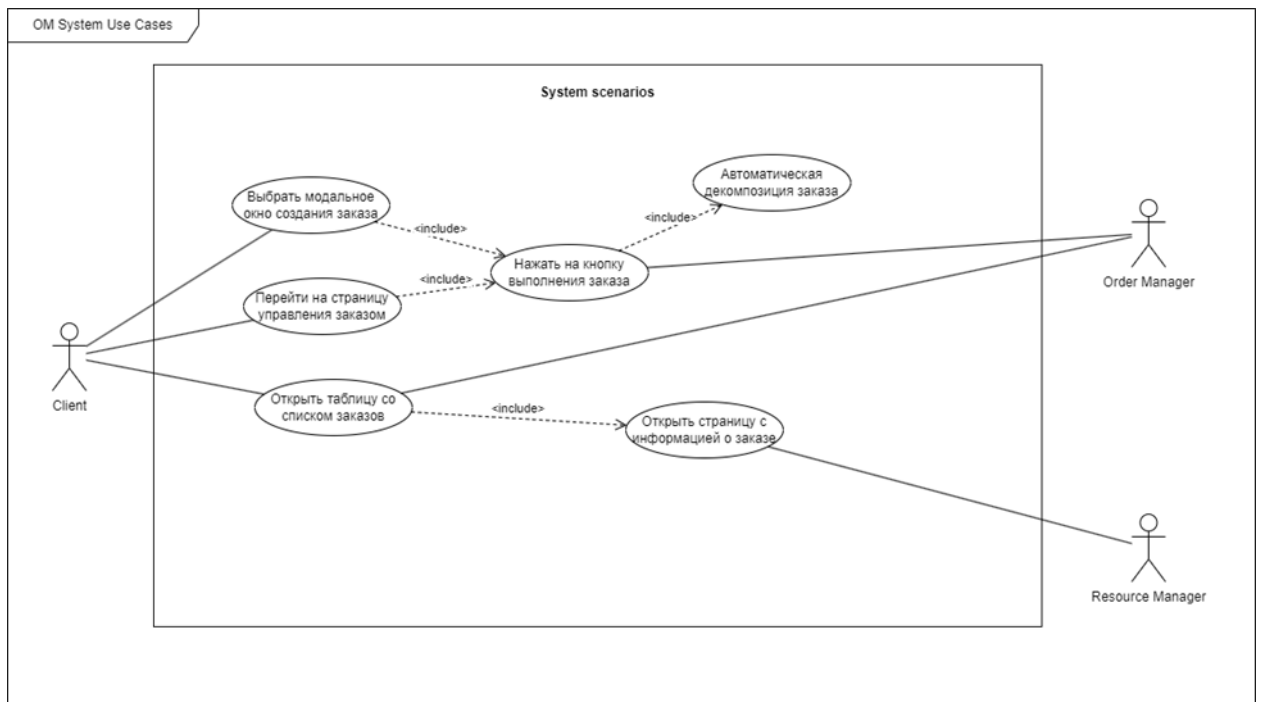 OM System Use Cases
System scenarios
Автоматическая
декомпозиция заказа
Выбрать модальное
окно создания заказа
<include>
<include>
Нажать на кнопку
выполнения заказа
<include>
Перейти на страницу
управления заказом
Order Manager
Client
Открыть таблицу со
списком заказов
<include>
Открыть страницу с
информацией о заказе
Resource Manager